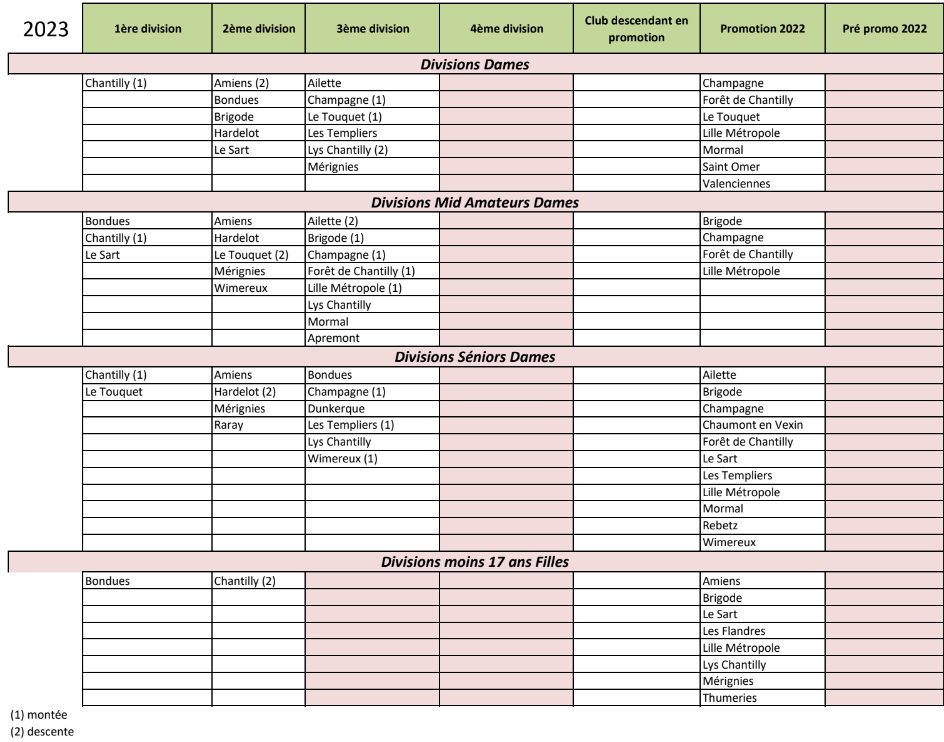 2023 1ère division 2ème division 3ème division 4ème division Club descendant en promotion Promotion 2022 Pré promo 2022
Divisions Dames
Chantilly (1) Amiens (2) Ailette Champagne
Bondues Champagne (1) Forêt de Chantilly
Brigode Le Touquet (1) Le Touquet
Hardelot Les Templiers Lille Métropole
Le Sart Lys Chantilly (2) Mormal
Mérignies Saint Omer
Valenciennes
Divisions Mid Amateurs Dames
Bondues Amiens Ailette (2) Brigode
Chantilly (1) Hardelot Brigode (1) Champagne
Le Sart Le Touquet (2) Champagne (1) Forêt de Chantilly
Mérignies Forêt de Chantilly (1) Lille Métropole
Wimereux Lille Métropole (1)
Lys Chantilly
Mormal
Apremont
Divisions Séniors Dames
Chantilly (1) Amiens Bondues Ailette
Le Touquet Hardelot (2) Champagne (1) Brigode
Mérignies Dunkerque Champagne
Raray Les Templiers (1) Chaumont en Vexin
Lys Chantilly Forêt de Chantilly
Wimereux (1) Le Sart
Les Templiers
Lille Métropole
Mormal
Rebetz
Wimereux
Divisions moins 17 ans Filles
Bondues Chantilly (2) Amiens
Brigode
Le Sart
Les Flandres
Lille Métropole
Lys Chantilly
Mérignies
Thumeries
(1) montée
(2) descente